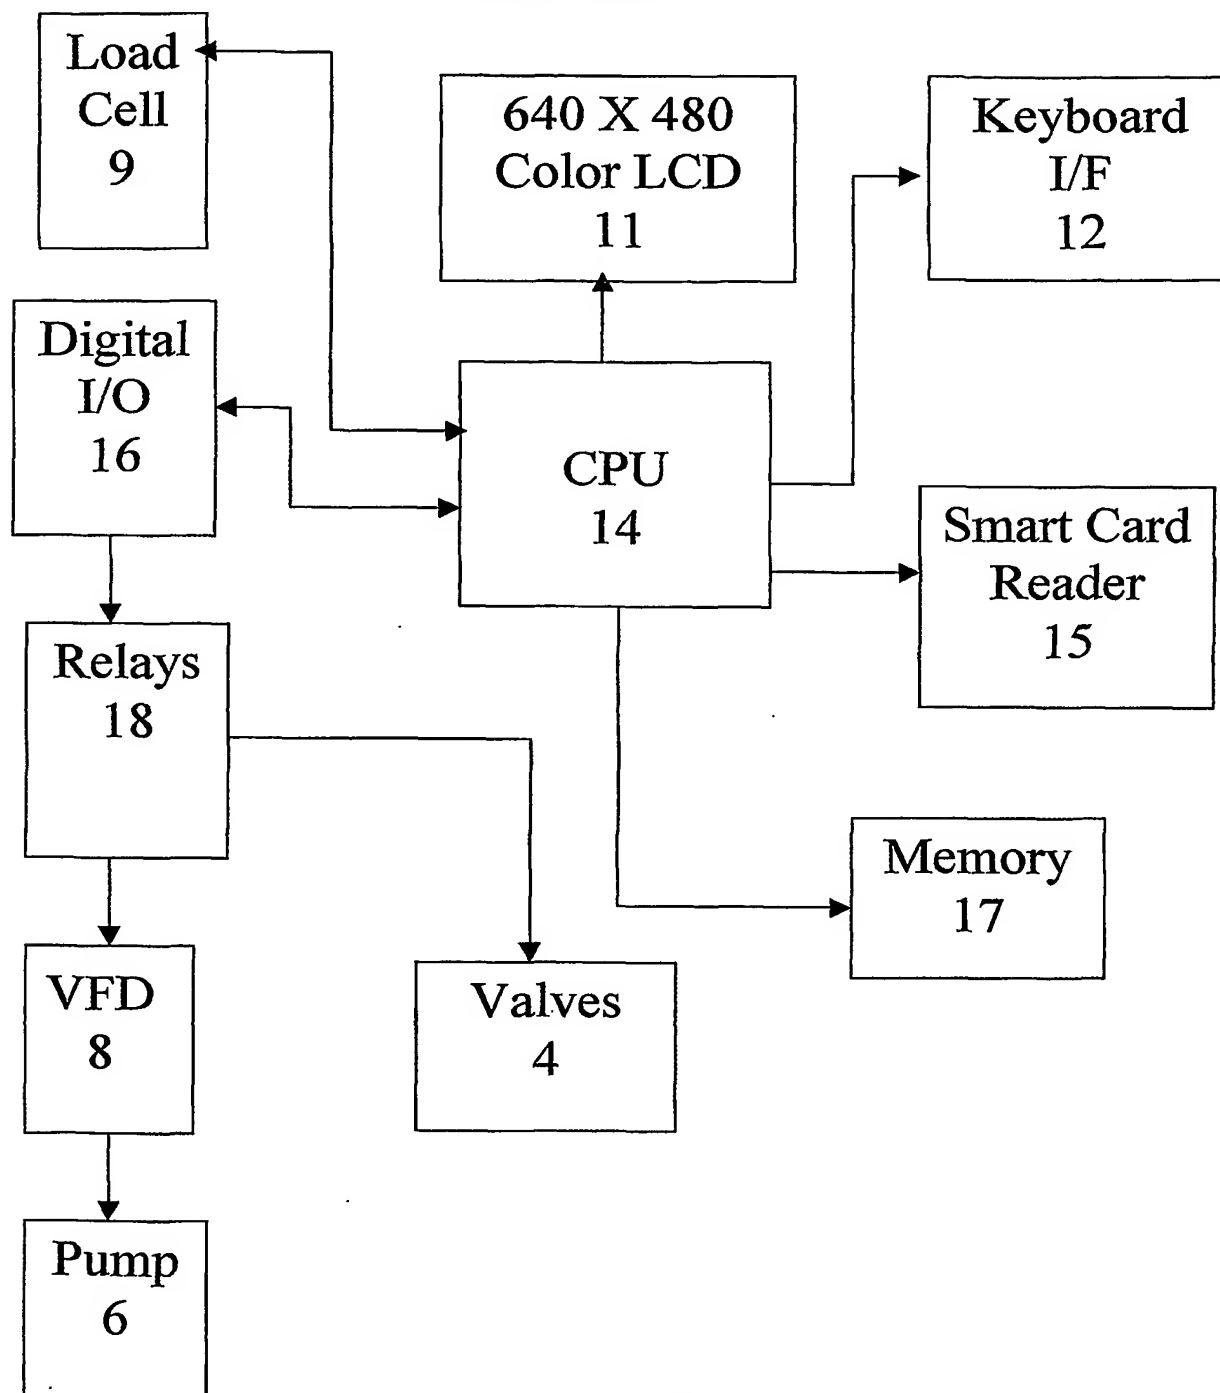 Load
Cell
9
640 X 480
Color LCD
11
Keyboard
I/F
12
Digital
I/O
16
CPU
14
Smart Card
Reader
15
Relays
18
Memory
17
VFD
8
Valves
4
Pump
6